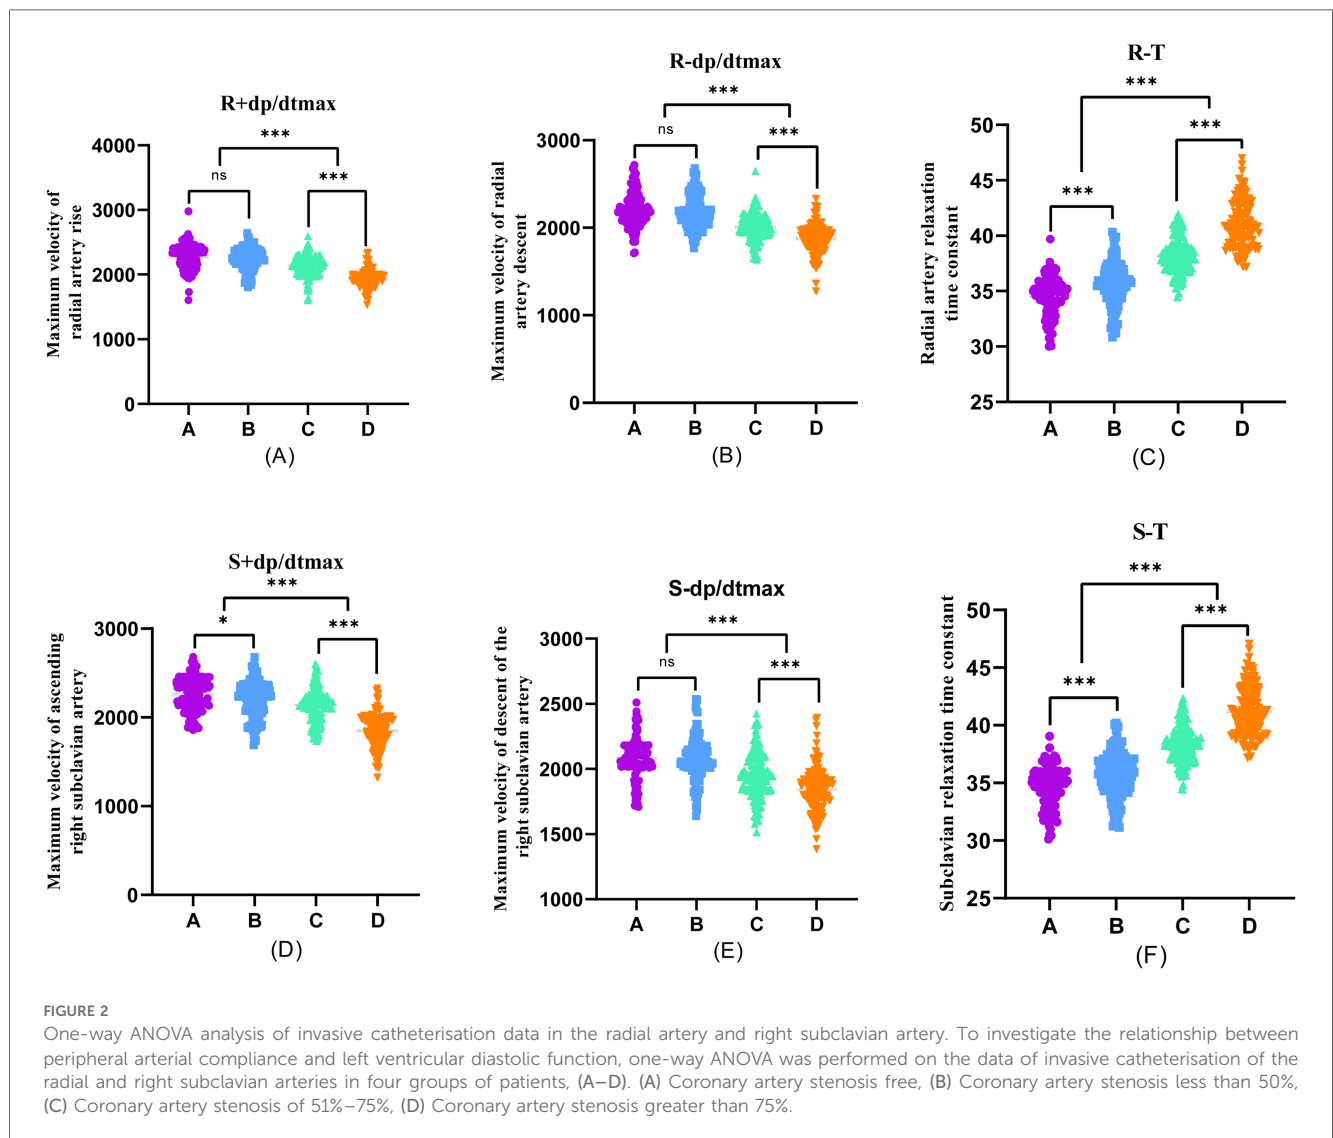 R+dp/dtmax
***
ns
***
4000
3000
2000
1000
0
Maximum velocity of
radial artery rise
A B C D
(A)
R-dp/dtmax
***
ns
***
3000
2000
1000
0
Maximum velocity of radial
artery descent
A B C D
(B)
R-T
***
***
***
50
45
40
35
30
25
Radial artery relaxation
time constant
A B C D
(C)
S+dp/dtmax
***
*
***
3000
2000
1000
0
Maximum velocity of ascending
right subclavian artery
A B C D
(D)
S-dp/dtmax
***
ns
***
3000
2500
2000
1500
1000
Maximum velocity of descent of the
right subclavian artery
A B C D
(E)
S-T
***
***
***
50
45
40
35
30
25
Subclavian relaxation time constant
A B C D
(F)
FIGURE 2
One-way ANOVA analysis of invasive catheterisation data in the radial artery and right subclavian artery. To investigate the relationship between
peripheral arterial compliance and left ventricular diastolic function, one-way ANOVA was performed on the data of invasive catheterisation of the
radial and right subclavian arteries in four groups of patients, (A–D). (A) Coronary artery stenosis free, (B) Coronary artery stenosis less than 50%,
(C) Coronary artery stenosis of 51%–75%, (D) Coronary artery stenosis greater than 75%.